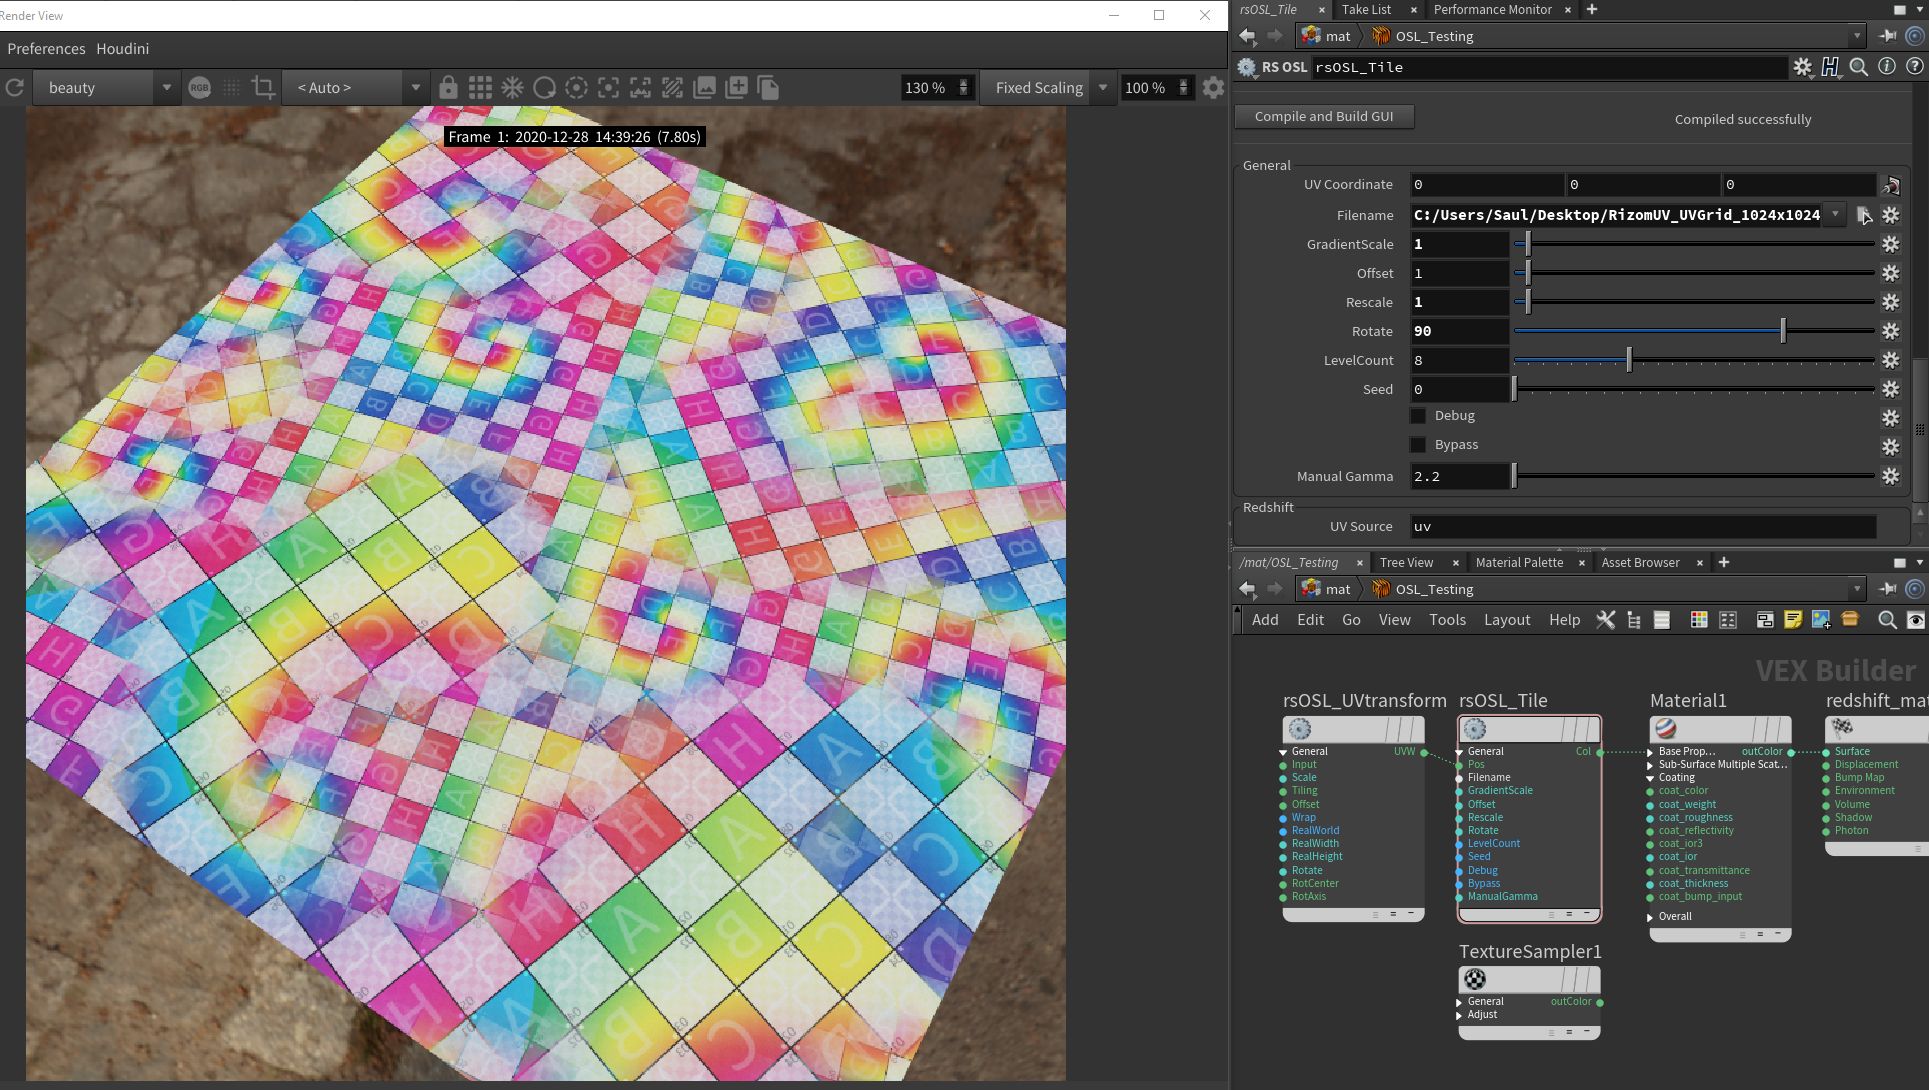 Render View
Preferences Houdini
beauty
RGB
< Auto >
130 %
Fixed Scaling
100 %
Frame 1: 2020-12-28 14:39:26 (7.80s)
rsOSL_Tile × Take List × Performance Monitor × +
mat OSL_Testing
RS OSL rsOSL_Tile
Compile and Build GUI
Compiled successfully
General
UV Coordinate 0 0 0
Filename C:/Users/Saul/Desktop/RizomUV_UVGrid_1024x1024
GradientScale 1
Offset 1
Rescale 1
Rotate 90
LevelCount 8
Seed 0
Debug
Bypass
Manual Gamma 2.2
Redshift
UV Source uv
/mat/OSL_Testing × Tree View × Material Palette × Asset Browser × +
mat OSL_Testing
Add Edit Go View Tools Layout Help
VEX Builder
rsOSL_UVtransform
General UVW
Input
Scale
Tiling
Offset
Wrap
RealWorld
RealWidth
RealHeight
Rotate
RotCenter
RotAxis
rsOSL_Tile
General Col
Pos
Filename
GradientScale
Offset
Rescale
Rotate
LevelCount
Seed
Debug
Bypass
ManualGamma
Material1
Base Prop... outColor
Sub-Surface Multiple Scat...
Coating
coat_color
coat_weight
coat_roughness
coat_reflectivity
coat_ior3
coat_ior
coat_transmittance
coat_thickness
coat_bump_input
Overall
redshift_mat
Surface
Displacement
Bump Map
Environment
Volume
Shadow
Photon
TextureSampler1
General outColor
Adjust